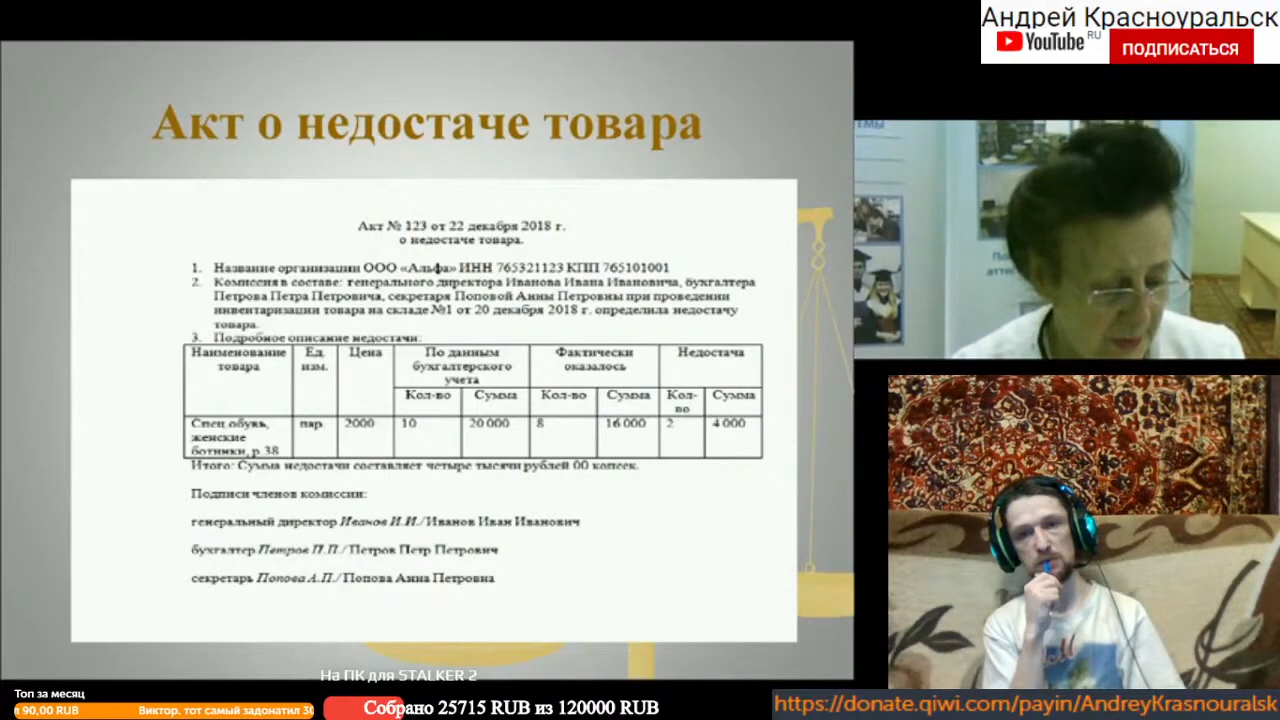 Андрей Красноуральск
YouTube RU
ПОДПИСАТЬСЯ
Акт о недостаче товара
Акт № 123 от 22 декабря 2018 г.
о недостаче товара.
1. Название организации ООО «Альфа» ИНН 765321123 КПП 765101001
2. Комиссия в составе: генерального директора Иванова Ивана Ивановича, бухгалтера
Петрова Петра Петровича, секретаря Поповой Анны Петровны при проведении
инвентаризации товара на складе №1 от 20 декабря 2018 г. определила недостачу
товара.
3. Подробное описание недостачи:
Наименование товара Ед. изм. Цена По данным бухгалтерского учета Фактически оказалось Недостача
Кол-во Сумма Кол-во Сумма Кол-во Сумма
Спец.обувь, женские ботинки, р.38 пар. 2000 10 20 000 8 16 000 2 4 000
Итого: Сумма недостачи составляет четыре тысячи рублей 00 копеек.
Подписи членов комиссии:
генеральный директор Иванов И.И./ Иванов Иван Иванович
бухгалтер Петров П.П./ Петров Петр Петрович
секретарь Попова А.П./ Попова Анна Петровна
На ПК для STALKER 2
Топ за месяц
90,00 RUB Виктор. тот самый задонатил
Собрано 25715 RUB из 120000 RUB
https://donate.qiwi.com/payin/AndreyKrasnouralsk